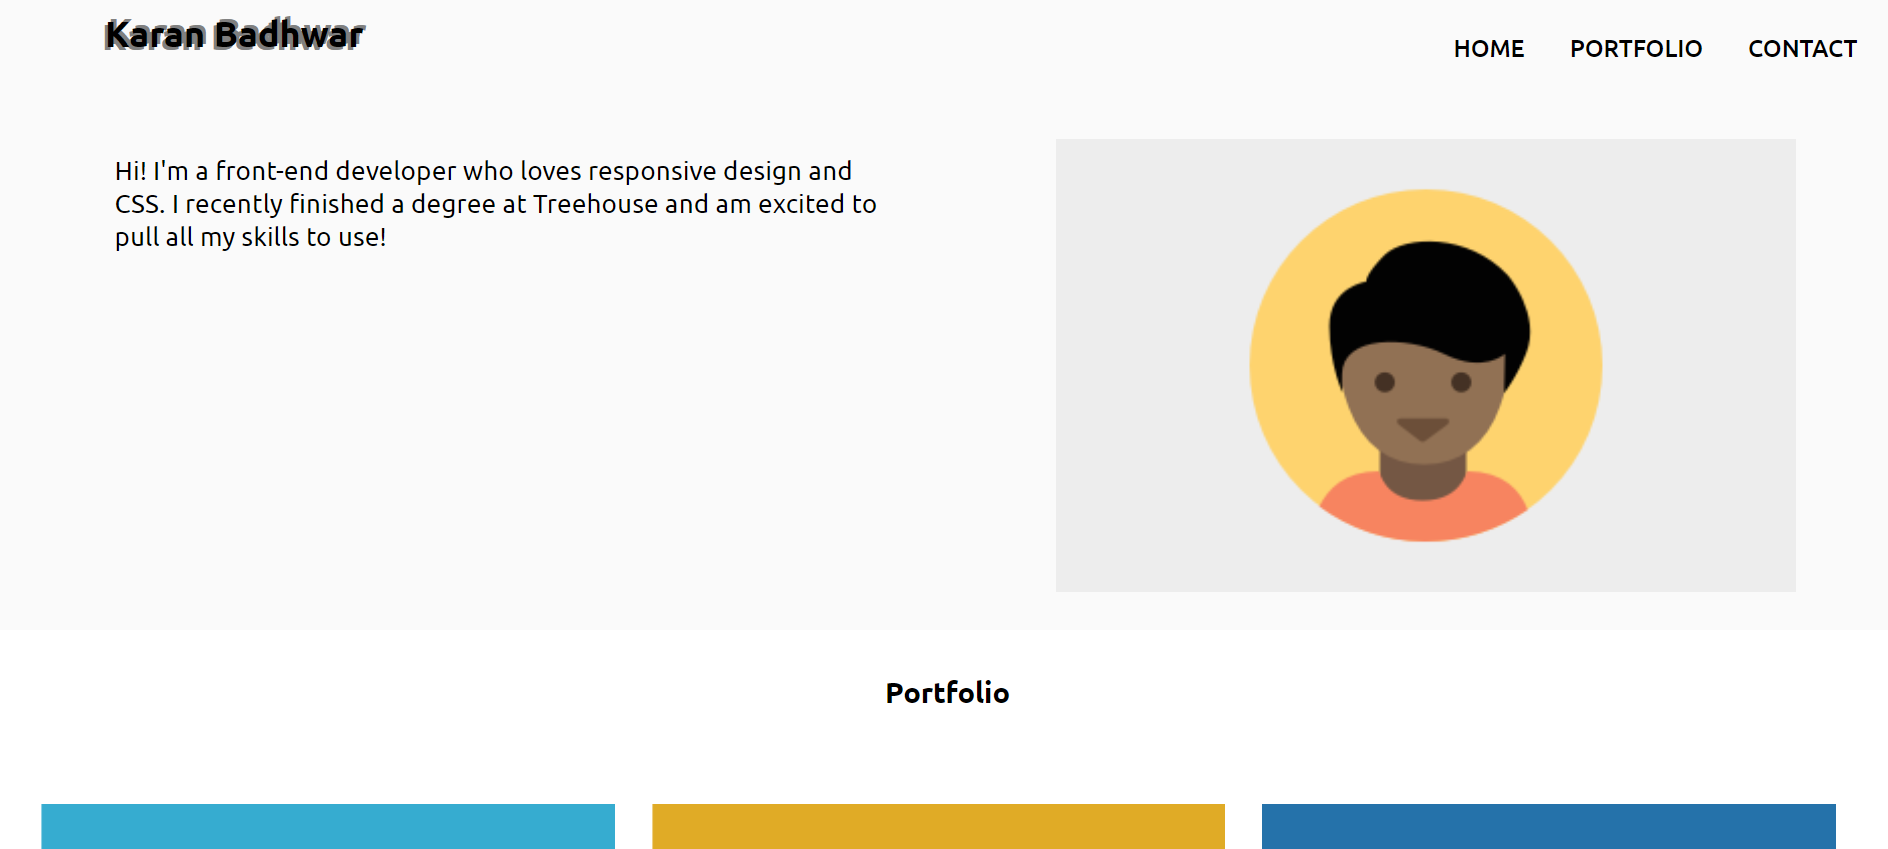 Karan Badhwar
HOME PORTFOLIO CONTACT
Hi! I'm a front-end developer who loves responsive design and
CSS. I recently finished a degree at Treehouse and am excited to
pull all my skills to use!
Portfolio